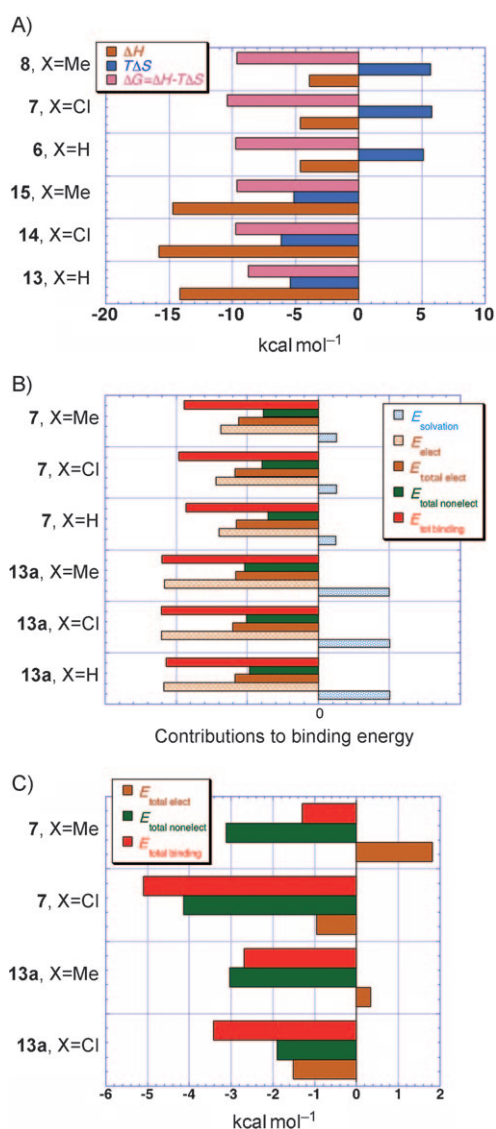 A)
ΔH
TΔS
ΔG=ΔH-TΔS
8, X=Me
7, X=Cl
6, X=H
15, X=Me
14, X=Cl
13, X=H
-20 -15 -10 -5 0 5 10
kcal mol⁻¹
B)
E solvation
E elect
E total elect
E total nonelect
E tot binding
7, X=Me
7, X=Cl
7, X=H
13a, X=Me
13a, X=Cl
13a, X=H
0
Contributions to binding energy
C)
E total elect
E total nonelect
E total binding
7, X=Me
7, X=Cl
13a, X=Me
13a, X=Cl
-6 -5 -4 -3 -2 -1 0 1 2
kcal mol⁻¹